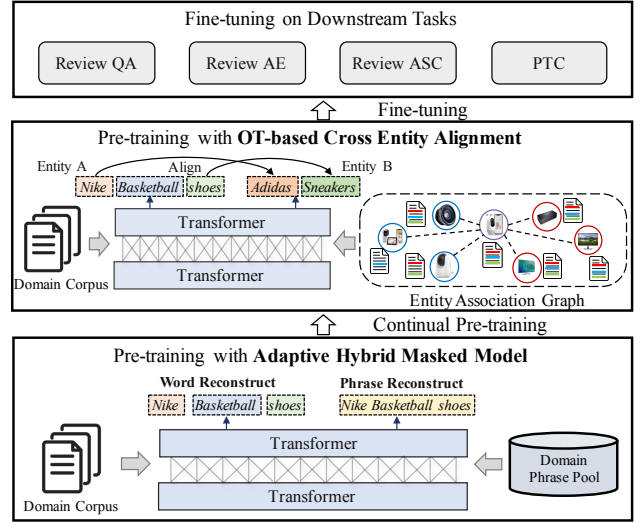 Fine-tuning on Downstream Tasks
Review QA
Review AE
Review ASC
PTC
Fine-tuning
Pre-training with OT-based Cross Entity Alignment
Entity A
Align
Entity B
Nike
Basketball
shoes
Adidas
Sneakers
Transformer
Transformer
Domain Corpus
Entity Association Graph
Continual Pre-training
Pre-training with Adaptive Hybrid Masked Model
Word Reconstruct
Phrase Reconstruct
Nike
Basketball
shoes
Nike Basketball shoes
Transformer
Transformer
Domain Corpus
Domain
Phrase Pool